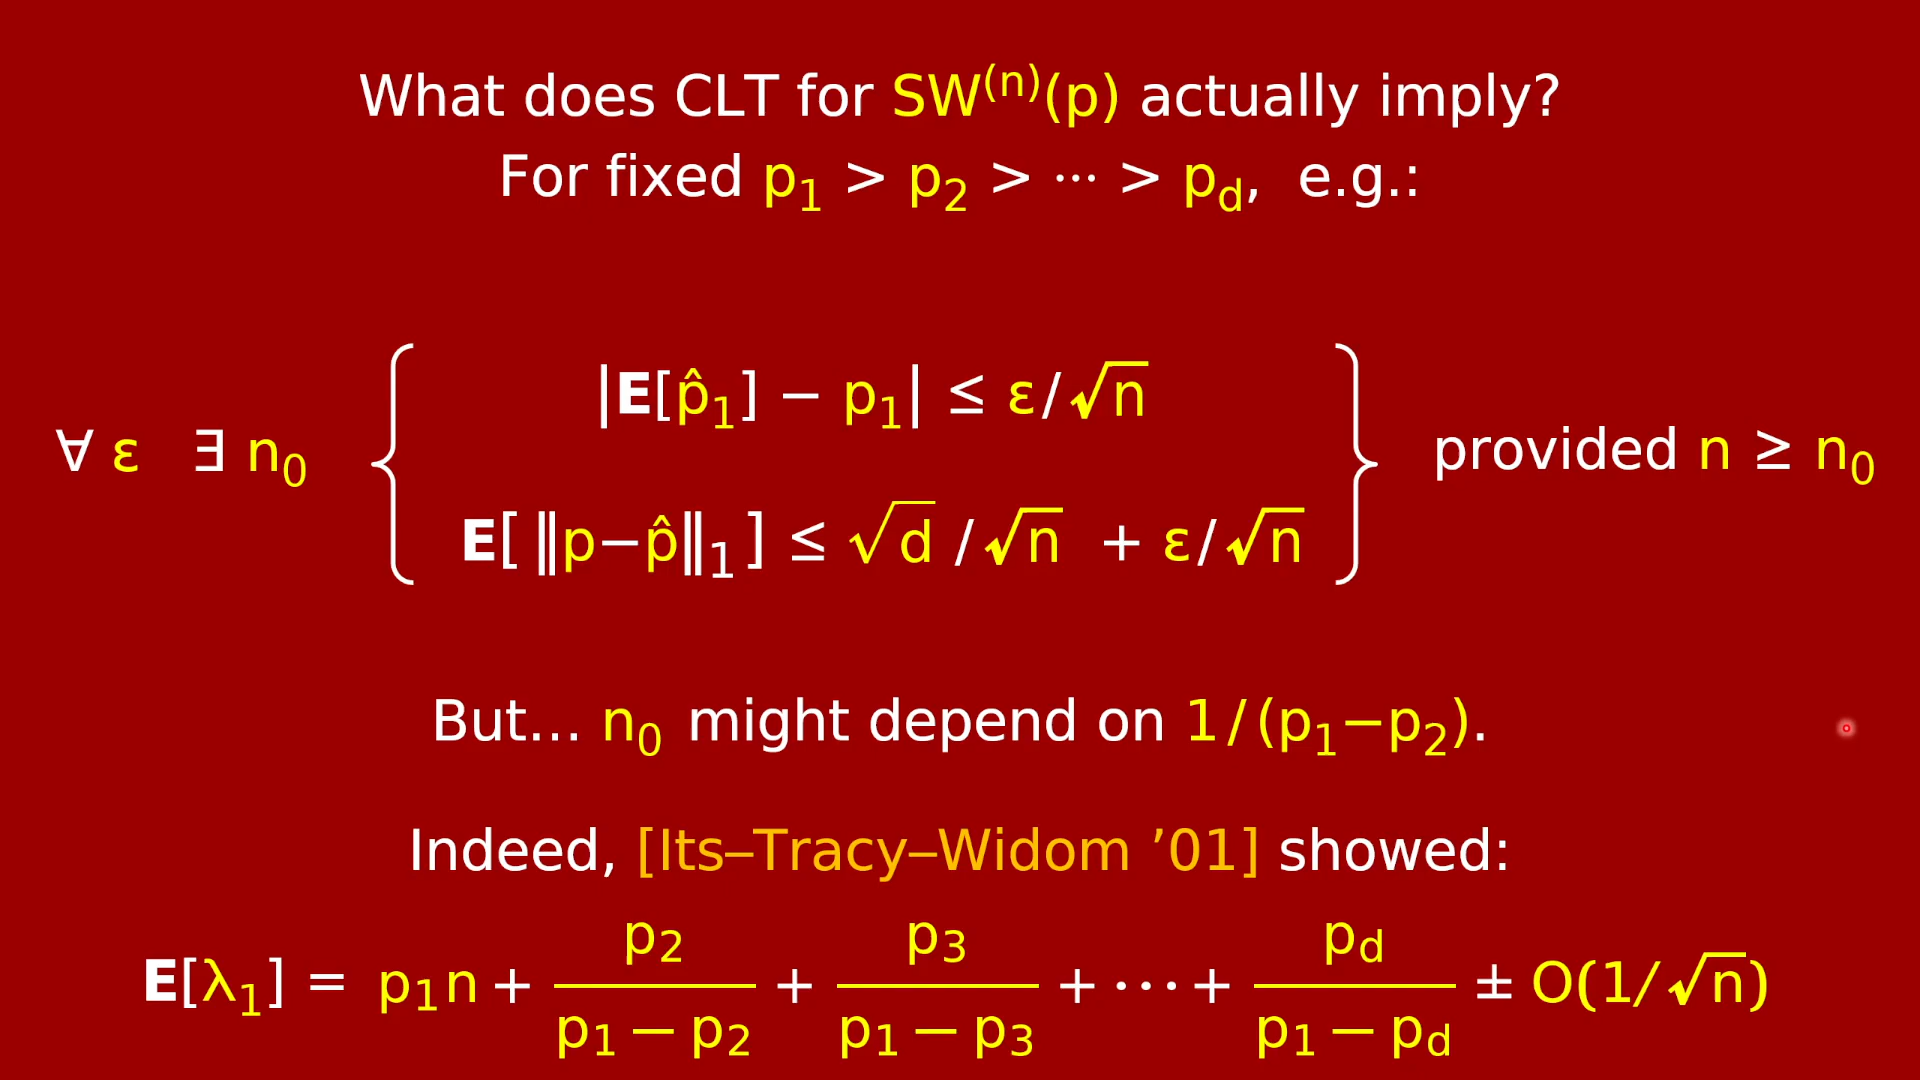 What does CLT for SW⁽ⁿ⁾(p) actually imply?
For fixed p₁ > p₂ > ⋯ > p_d, e.g.:
|E[p̂₁] − p₁| ≤ ε/√n
∀ ε ∃ n₀ { } provided n ≥ n₀
E[ ‖p−p̂‖₁ ] ≤ √d /√n + ε/√n
But... n₀ might depend on 1/(p₁−p₂).
Indeed, [Its–Tracy–Widom ’01] showed:
E[λ₁] = p₁n + p₂/(p₁ − p₂) + p₃/(p₁ − p₃) + ⋯ + p_d/(p₁ − p_d) ± O(1/√n)